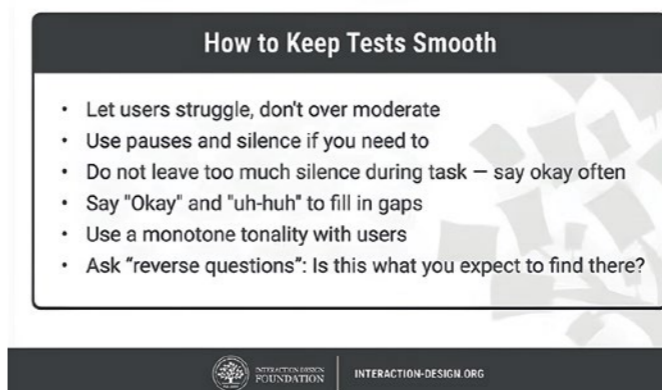 How to Keep Tests Smooth
• Let users struggle, don't over moderate
• Use pauses and silence if you need to
• Do not leave too much silence during task — say okay often
• Say "Okay" and "uh-huh" to fill in gaps
• Use a monotone tonality with users
• Ask “reverse questions”: Is this what you expect to find there?
INTERACTION DESIGN
FOUNDATION
INTERACTION-DESIGN.ORG